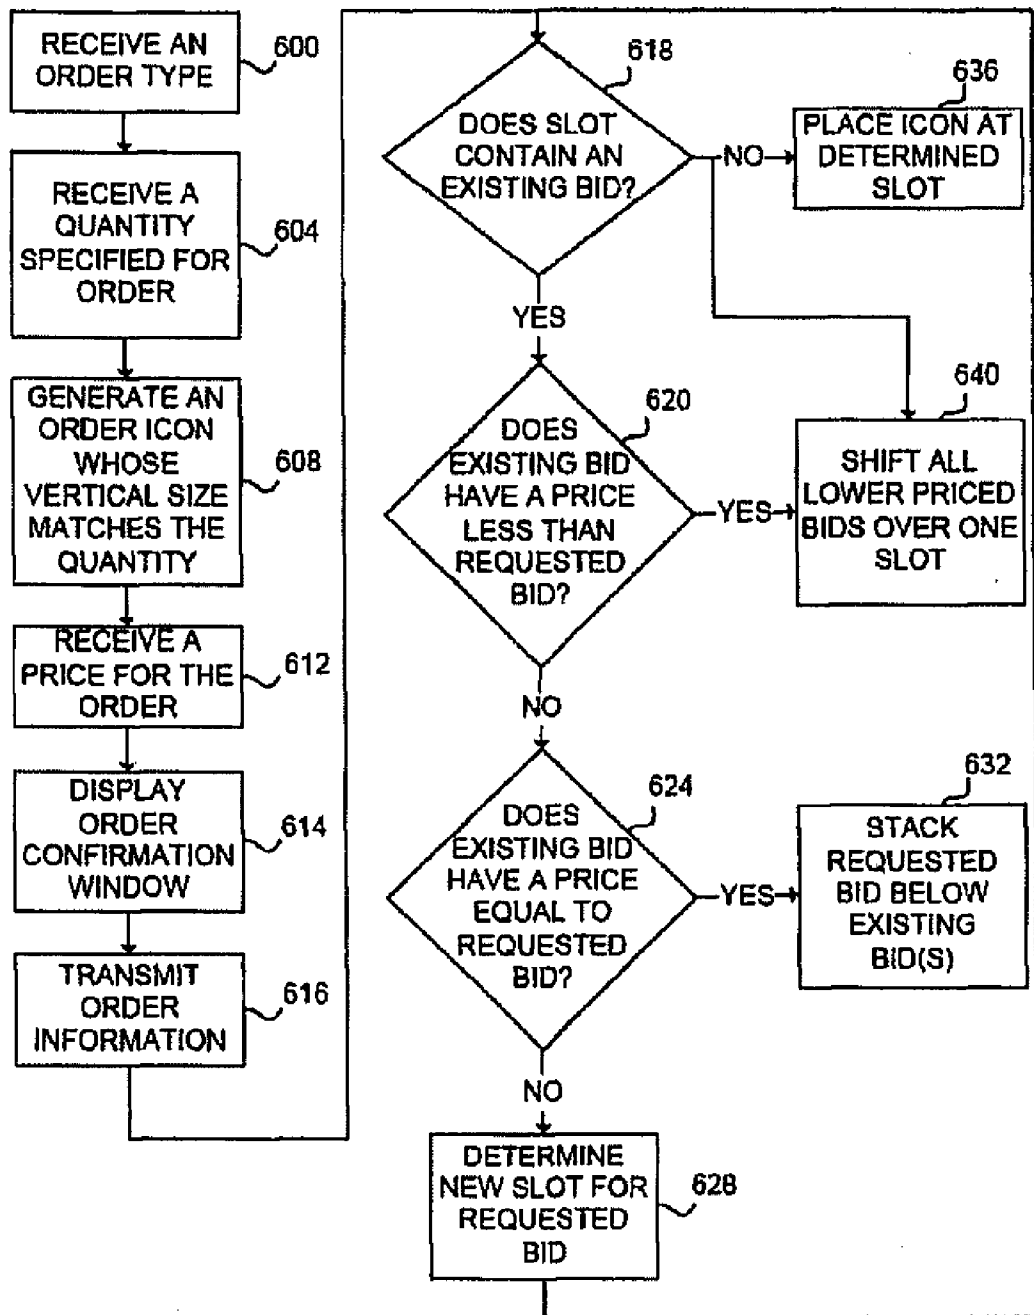 RECEIVE AN
ORDER TYPE
600
RECEIVE A
QUANTITY
SPECIFIED FOR
ORDER
604
GENERATE AN
ORDER ICON
WHOSE
VERTICAL SIZE
MATCHES THE
QUANTITY
608
RECEIVE A
PRICE FOR THE
ORDER
612
DISPLAY
ORDER
CONFIRMATION
WINDOW
614
TRANSMIT
ORDER
INFORMATION
616
DOES SLOT
CONTAIN AN
EXISTING BID?
618
NO
PLACE ICON AT
DETERMINED
SLOT
636
YES
DOES
EXISTING BID
HAVE A PRICE
LESS THAN
REQUESTED
BID?
620
YES
SHIFT ALL
LOWER PRICED
BIDS OVER ONE
SLOT
640
NO
DOES
EXISTING BID
HAVE A PRICE
EQUAL TO
REQUESTED
BID?
624
YES
STACK
REQUESTED
BID BELOW
EXISTING
BID(S)
632
NO
DETERMINE
NEW SLOT FOR
REQUESTED
BID
628